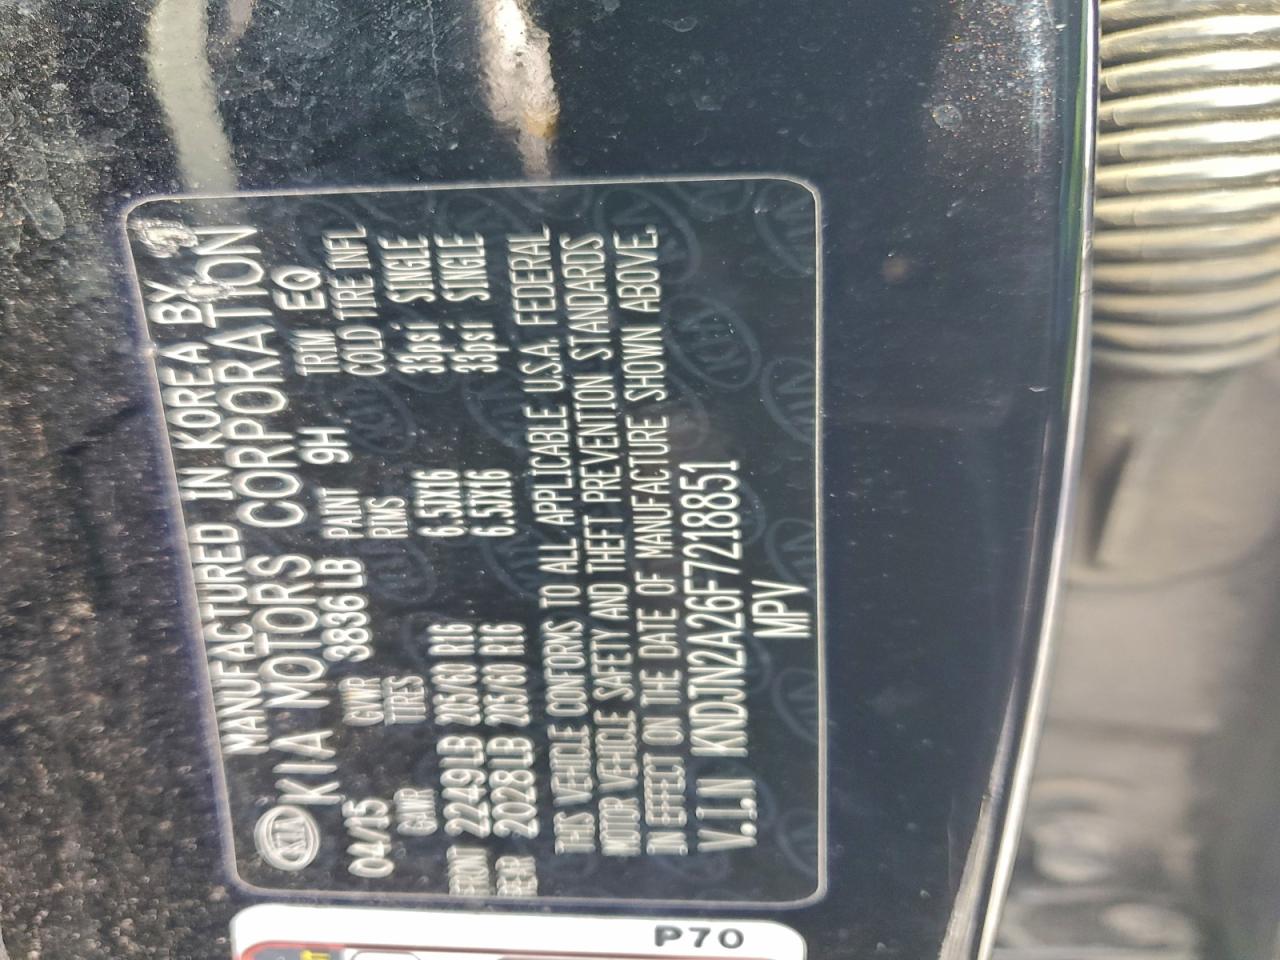 MANUFACTURED IN KOREA BY
KIA KIA MOTORS CORPORATION
04/15 GVWR 3836LB PAINT 9H TRIM EQ
GAWR TIRES RIMS COLD TIRE INFL
FRONT 2249LB 205/60 R16 6.5JX16 33psi SINGLE
REAR 2028LB 205/60 R16 6.5JX16 33psi SINGLE
THIS VEHICLE CONFORMS TO ALL APPLICABLE U.S.A. FEDERAL
MOTOR VEHICLE SAFETY AND THEFT PREVENTION STANDARDS
IN EFFECT ON THE DATE OF MANUFACTURE SHOWN ABOVE.
V.I.N KNDJN2A26F7218851
MPV
P70